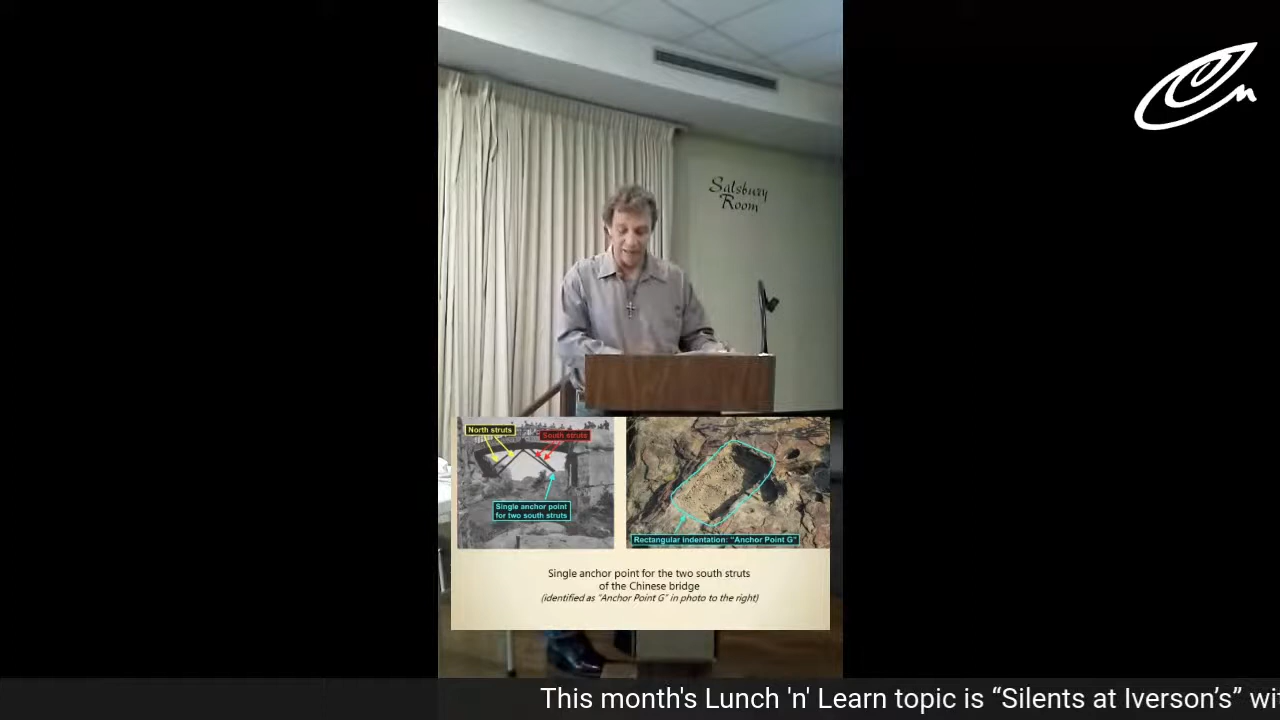 Salsbury
Room
North struts
South struts
Single anchor point
for two south struts
Rectangular indentation: “Anchor Point G”
Single anchor point for the two south struts
of the Chinese bridge
(identified as “Anchor Point G” in photo to the right)
This month's Lunch 'n' Learn topic is “Silents at Iverson’s” wi